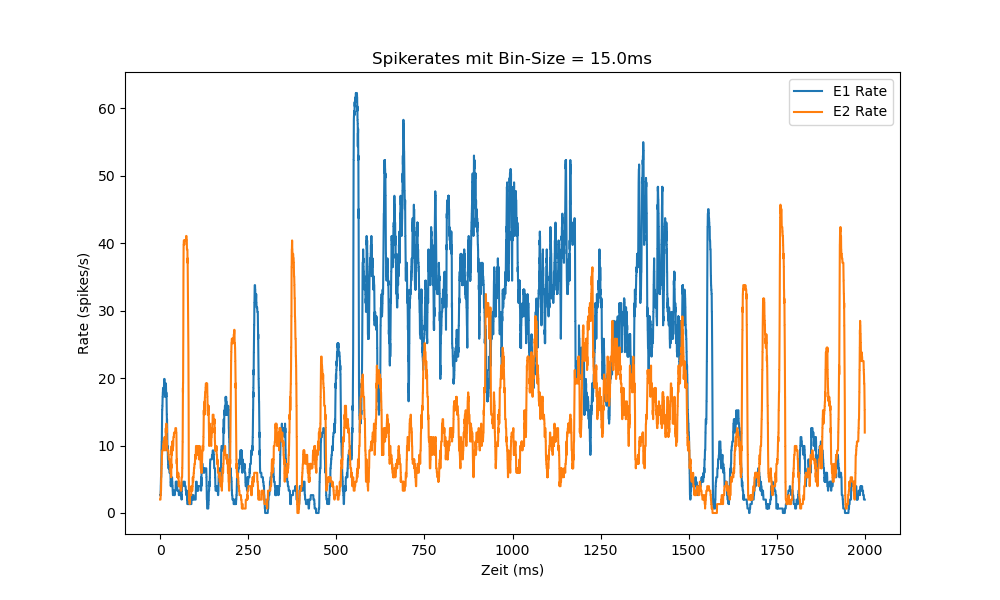 Spikerates mit Bin-Size = 15.0ms
E1 Rate
E2 Rate
60
50
40
30
20
10
0
Rate (spikes/s)
0 250 500 750 1000 1250 1500 1750 2000
Zeit (ms)